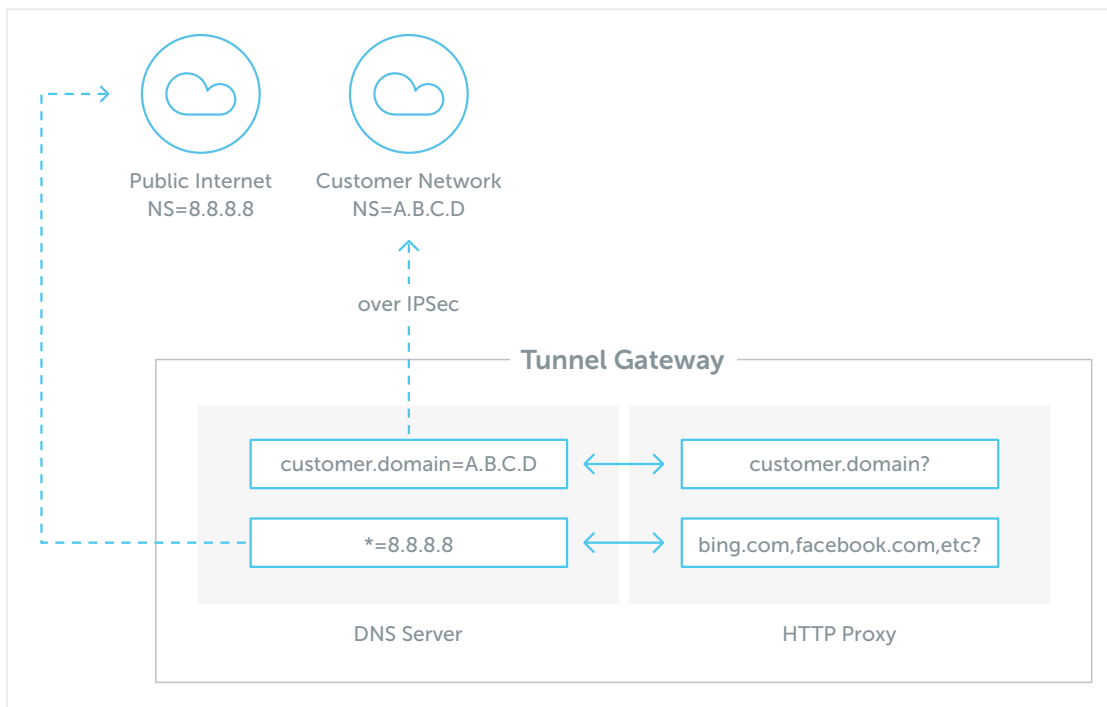 Public Internet
NS=8.8.8.8
Customer Network
NS=A.B.C.D
over IPSec
Tunnel Gateway
customer.domain=A.B.C.D
customer.domain?
*=8.8.8.8
bing.com,facebook.com,etc?
DNS Server
HTTP Proxy